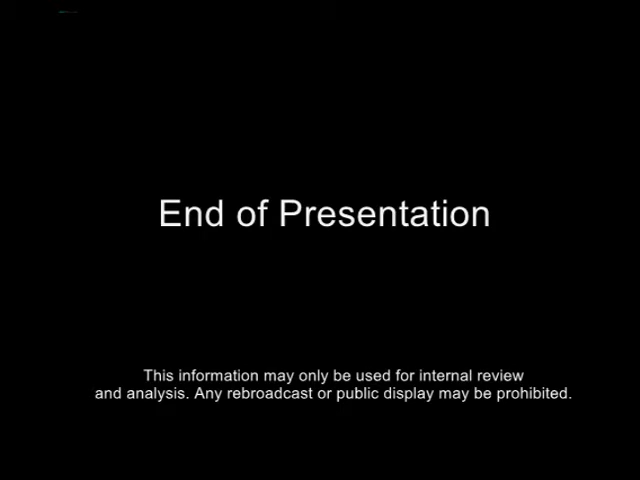 End of Presentation
This information may only be used for internal review
and analysis. Any rebroadcast or public display may be prohibited.